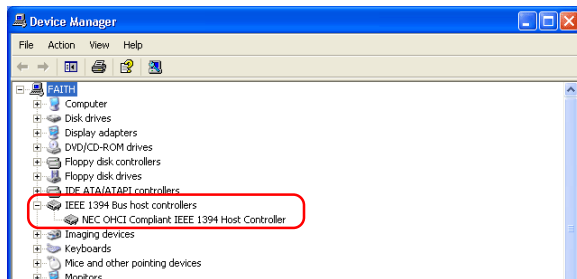 Device Manager
File Action View Help
FAITH
Computer
Disk drives
Display adapters
DVD/CD-ROM drives
Floppy disk controllers
Floppy disk drives
IDE ATA/ATAPI controllers
IEEE 1394 Bus host controllers
NEC OHCI Compliant IEEE 1394 Host Controller
Imaging devices
Keyboards
Mice and other pointing devices
Monitors